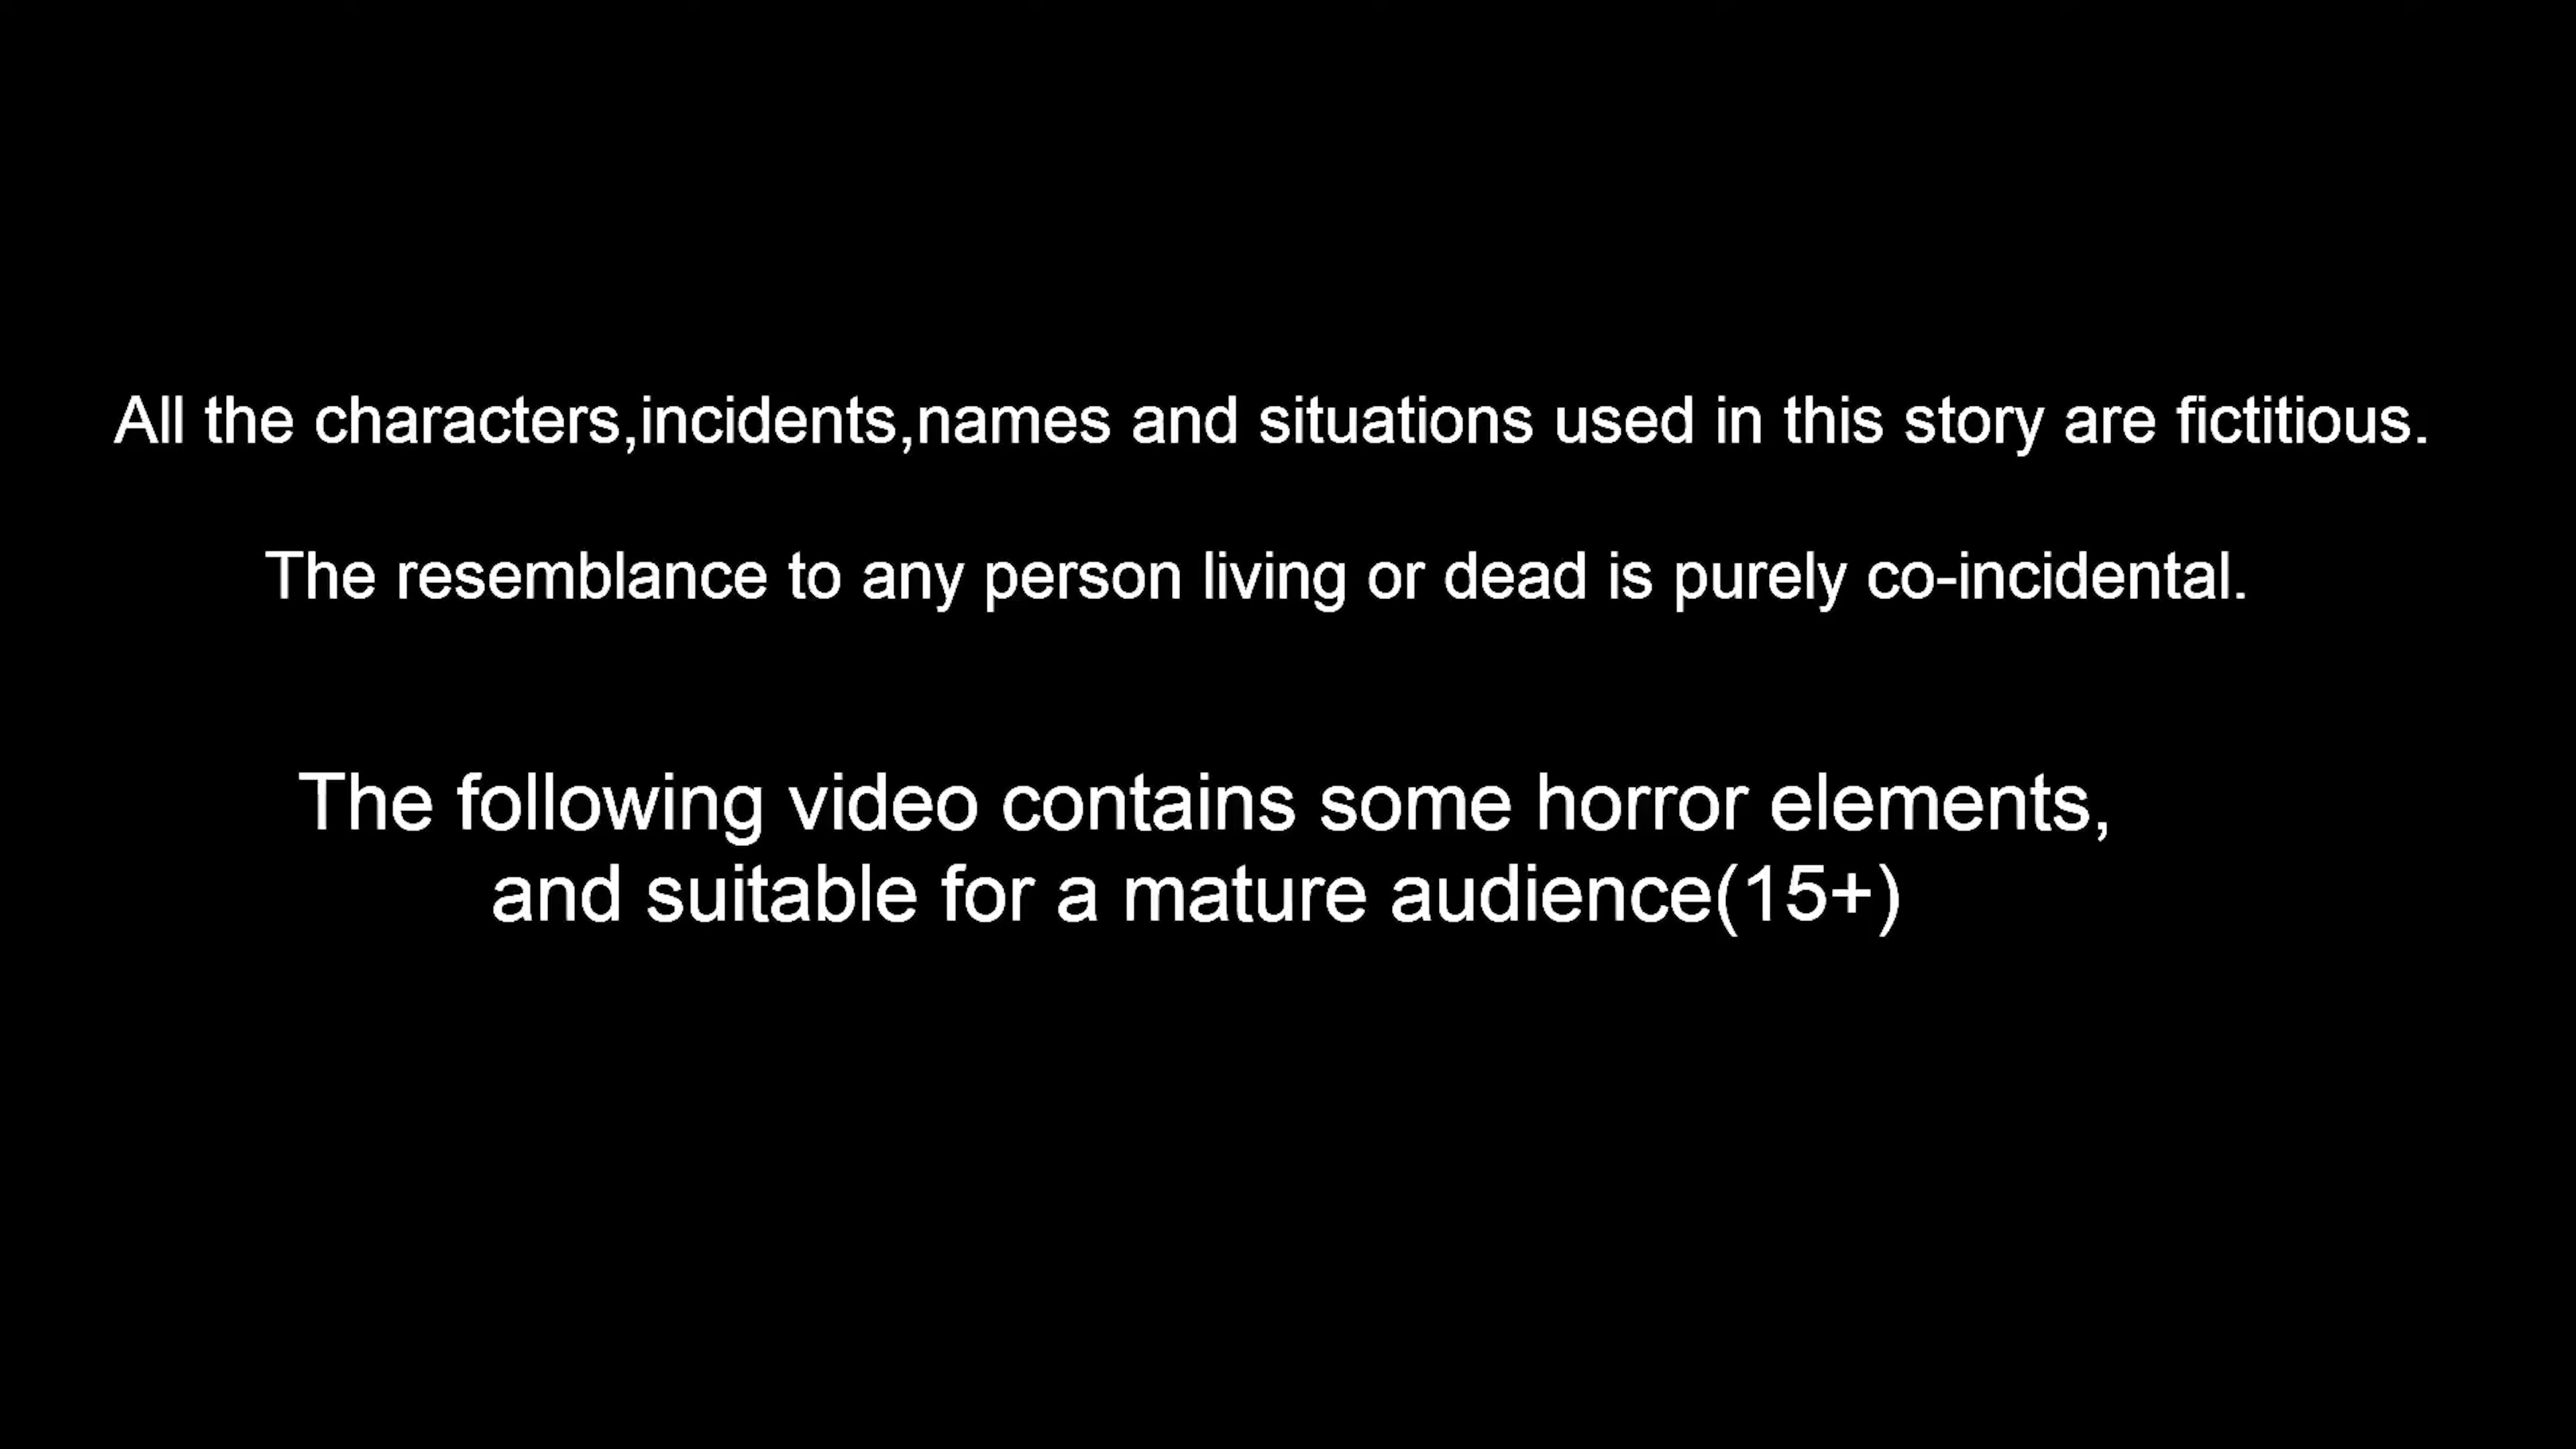 All the characters,incidents,names and situations used in this story are fictitious.
The resemblance to any person living or dead is purely co-incidental.
The following video contains some horror elements,
and suitable for a mature audience(15+)